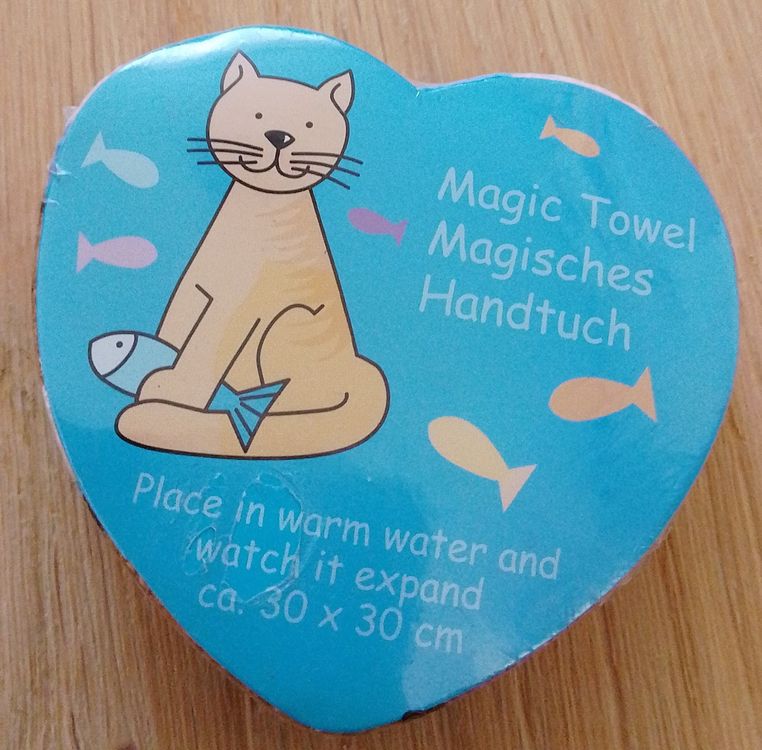 Magic Towel
Magisches
Handtuch
Place in warm water and
watch it expand
ca. 30 x 30 cm